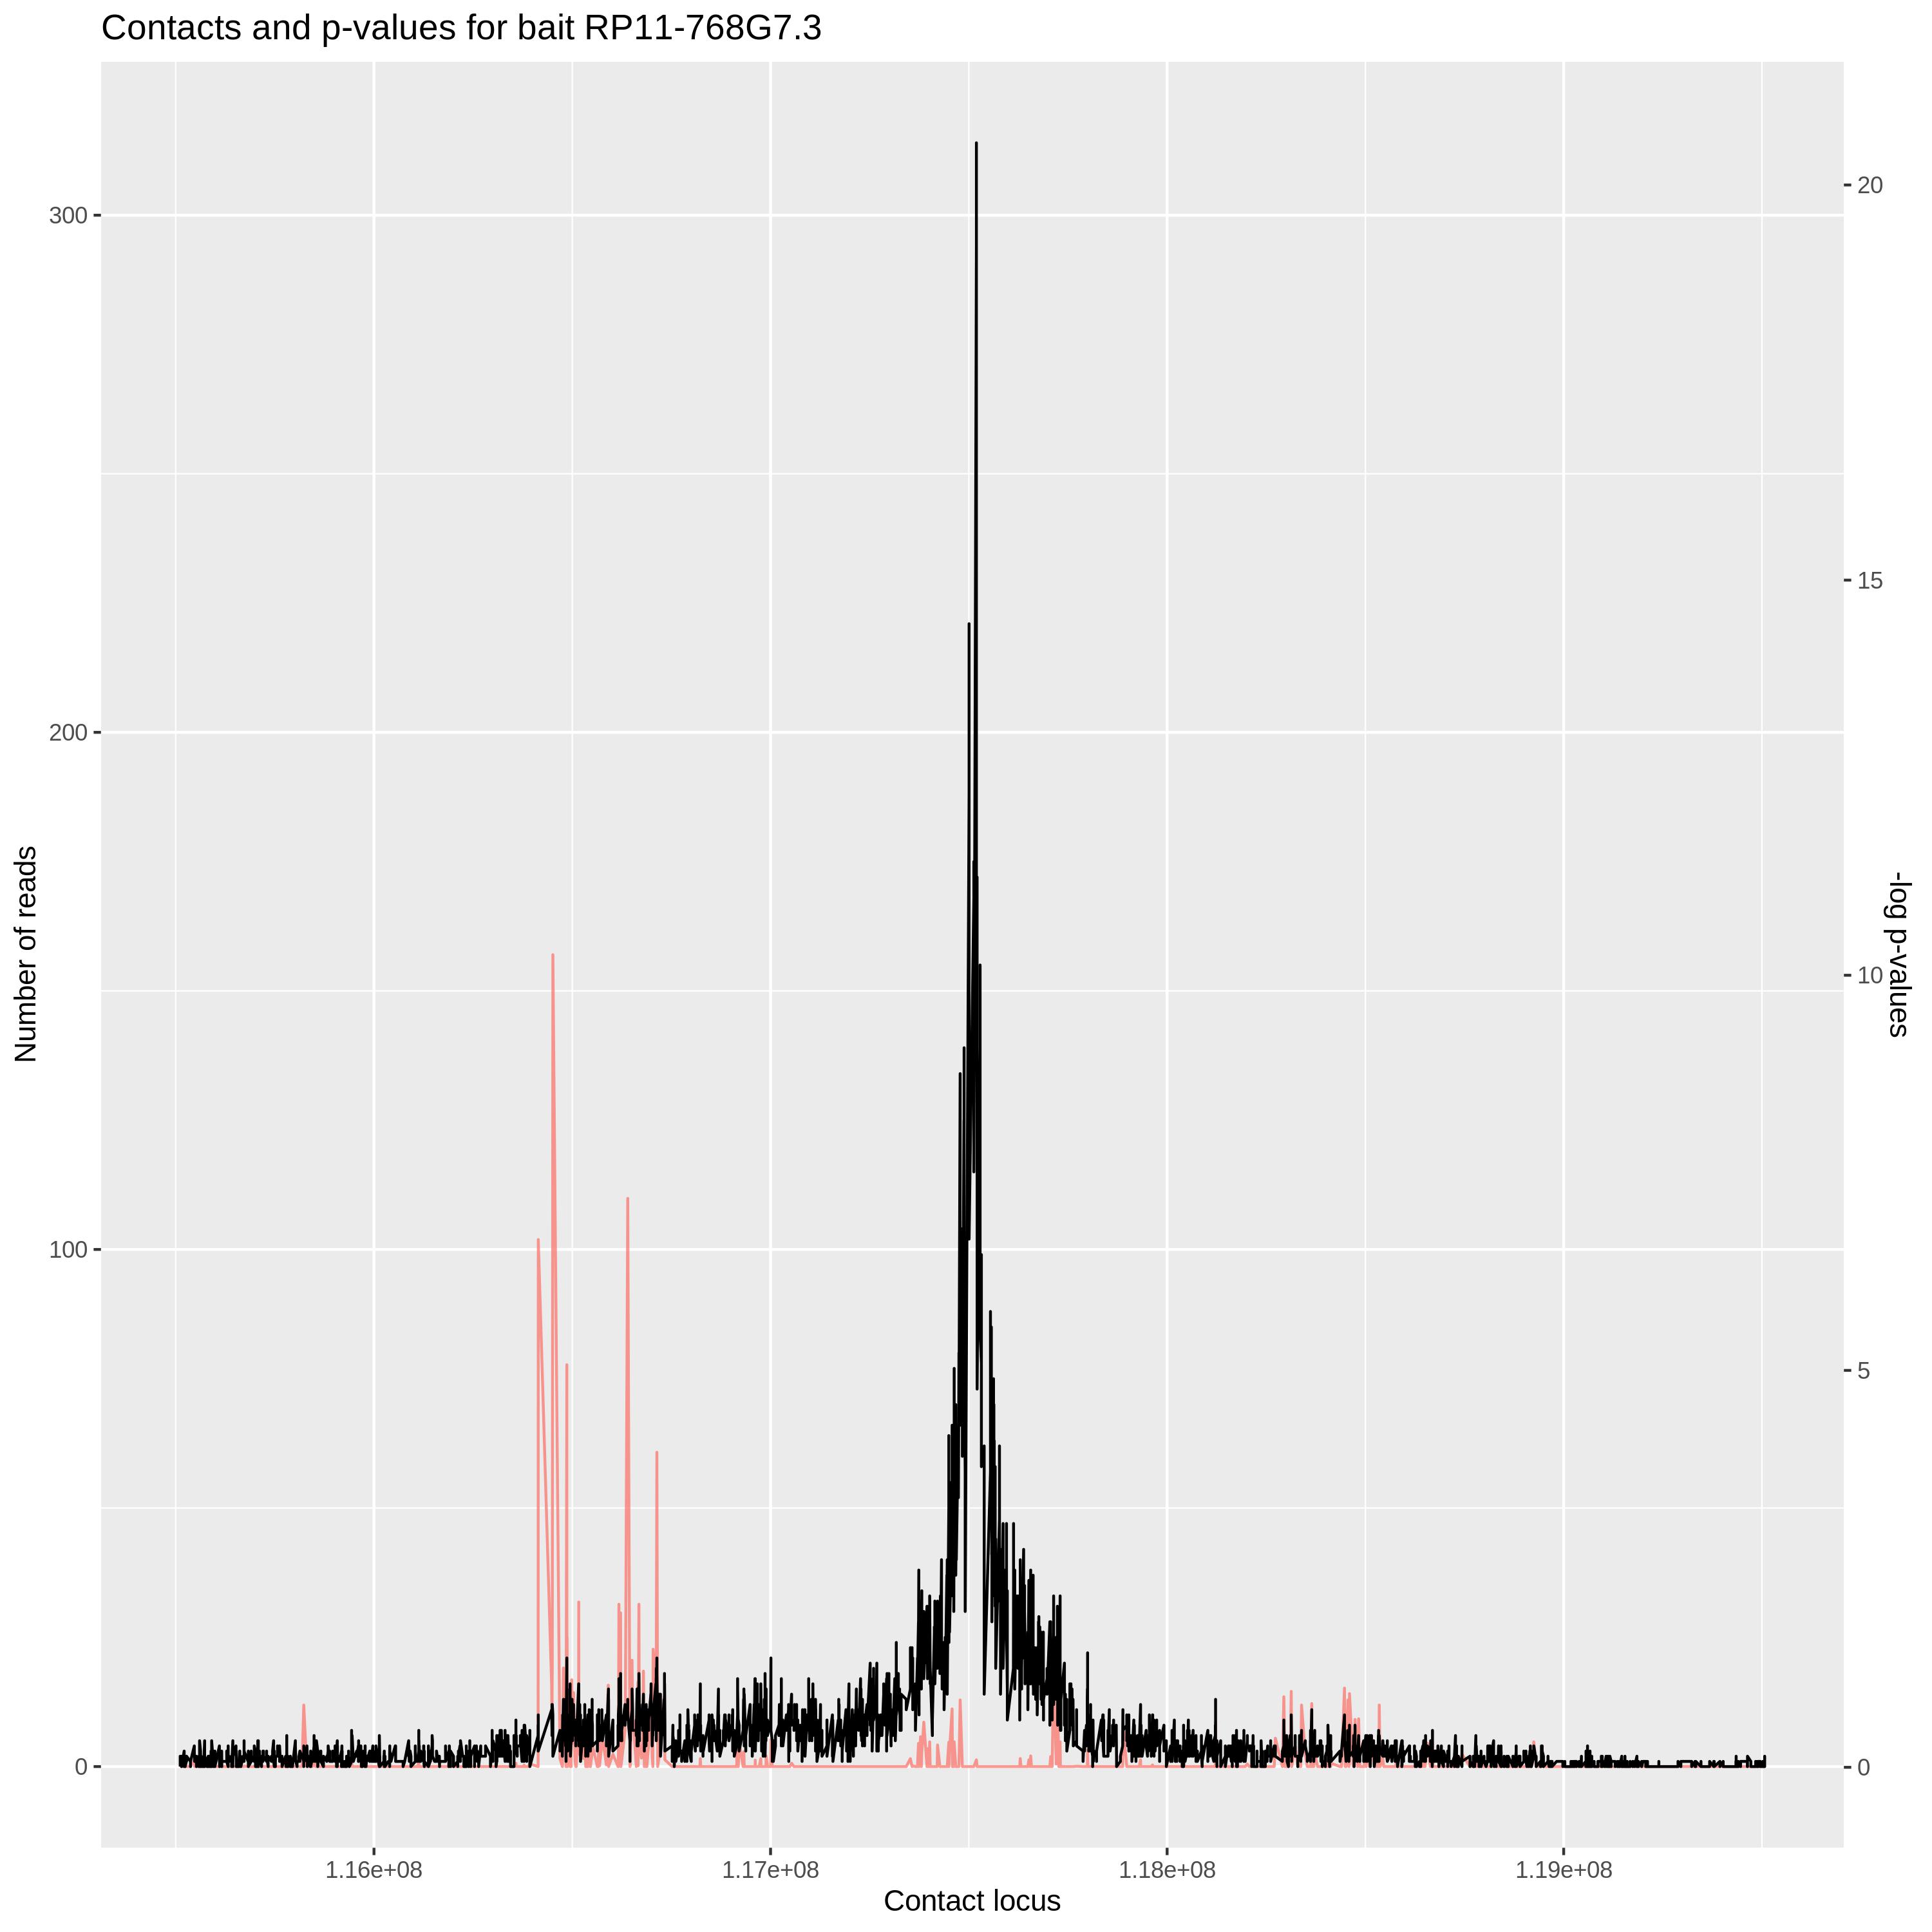 Contacts and p-values for bait RP11-768G7.3
300
200
100
0
Number of reads
20
15
10
5
0
-log p-values
1.16e+08
1.17e+08
1.18e+08
1.19e+08
Contact locus